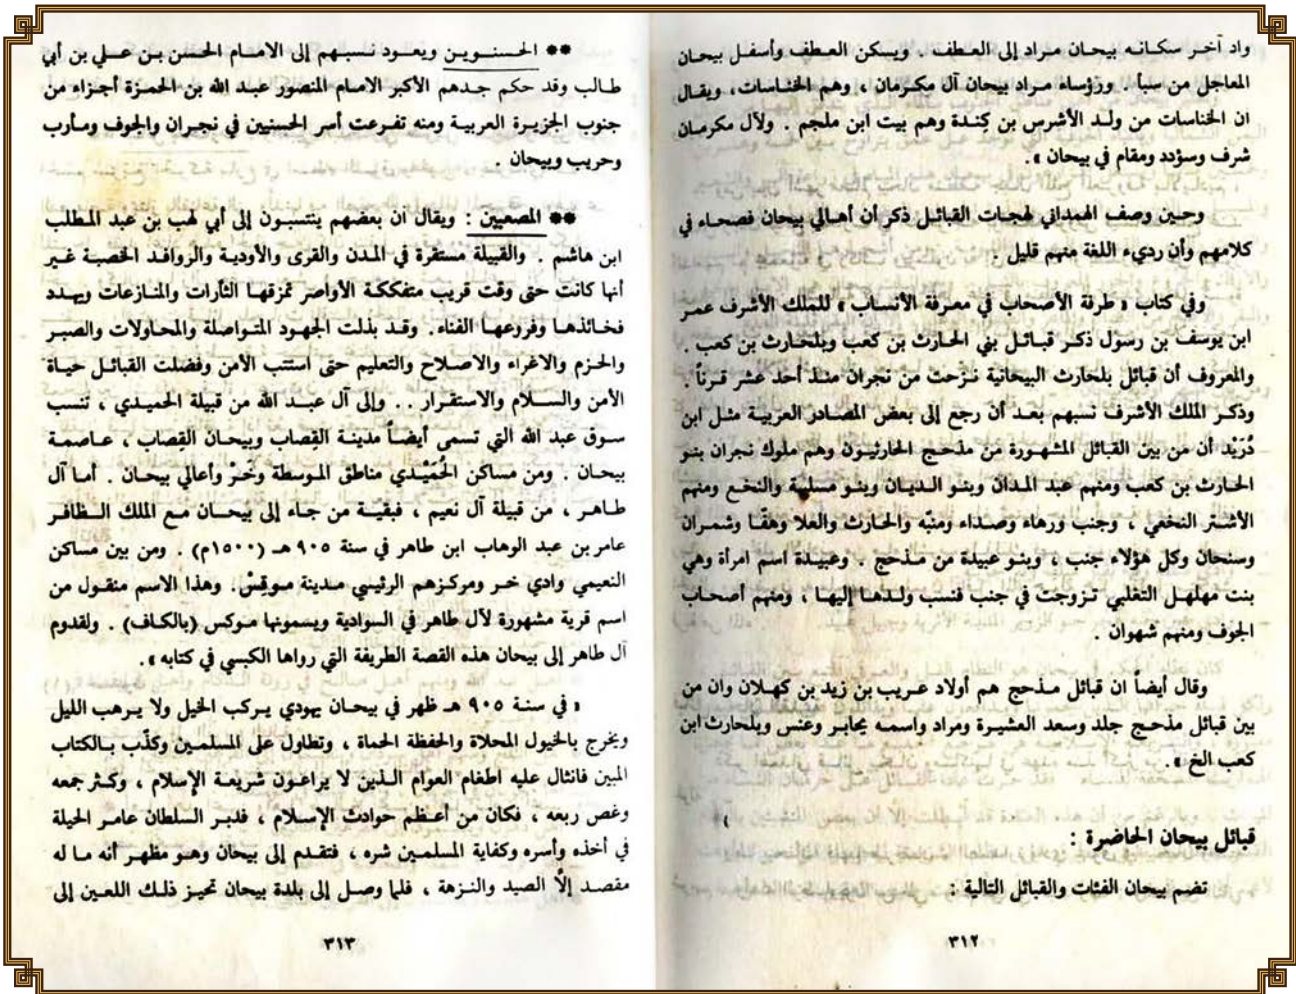 واد آخر سكانه بيحان مراد إلى العطف . ويسكن العطف وأسفل بيحان
المعاجل من سبأ . ورؤساء مراد بيحان آل مكرمان ، وهم الخناسات، ويقال
ان الخناسات من ولد الأشرس بن كِندة وهم بيت ابن ملجم . ولآل مكرمان
شرف وسؤدد ومقام في بيحان ».
وحين وصف الهمداني لهجات القبائل ذكر أن أهالي بيحان فصحاء في
كلامهم وأن رديء اللغة منهم قليل .
وفي كتاب « طرفة الأصحاب في معرفة الأنساب » للملك الأشرف عمر
ابن يوسف بن رسول ذكر قبائل بني الحارث بن كعب وبلحارث بن كعب .
والمعروف أن قبائل بلحارث البيحانية نزحت من نجران منذ أحد عشر قرناً .
وذكر الملك الأشرف نسبهم بعد أن رجع إلى بعض المصادر العربية مثل ابن
دُرَيْد أن من بين القبائل المشهورة من مذحج الحارثيون وهم ملوك نجران بنو
الحارث بن كعب ومنهم عبد المدان وبنو الديان وبنو مسلية والنخع ومنهم
الأشتر النخعي ، وجنب ورهاء وصداء ومنبّه والحارث والعلا وهفّا وشمران
وسنحان وكل هؤلاء جنب ، وبنو عبيدة من مذحج . وعبيدة اسم امرأة وهي
بنت مهلهل التغلبي تزوجت في جنب فنسب ولدها إليها ، ومنهم أصحاب
الجوف ومنهم شهوان .
وقال أيضاً ان قبائل مذحج هم أولاد عريب بن زيد بن كهلان وان من
بين قبائل مذحج جلد وسعد العشيرة ومراد واسمه يحابر وعنس وبلحارث ابن
كعب الخ ».
قبائل بيحان الحاضرة :
تضم بيحان الفئات والقبائل التالية :
٣١٢
** الحسنوين ويعود نسبهم إلى الامام الحسن بن علي بن أبي
طالب وقد حكم جدهم الأكبر الامام المنصور عبد الله بن الحمزة أجزاء من
جنوب الجزيرة العربية ومنه تفرعت أسر الحسنيين في نجران والجوف ومأرب
وحريب وبيحان .
** المصعبين : ويقال ان بعضهم ينتسبون إلى أبي لهب بن عبد المطلب
ابن هاشم . والقبيلة مستقرة في المدن والقرى والأودية والروافد الخصبة غير
أنها كانت حتى وقت قريب متفككة الأواصر تمزقها الثأرات والمنازعات ويهدد
فخائذها وفروعها الفناء. وقد بذلت الجهود المتواصلة والمحاولات والصبر
والحزم والاغراء والاصلاح والتعليم حتى استتب الأمن وفضلت القبائل حياة
الأمن والسلام والاستقرار .. وإلى آل عبد الله من قبيلة الحميدي ، تنسب
سوق عبد الله التي تسمى أيضاً مدينة القِصاب وبيحان القِصاب ، عاصمة
بيحان . ومن مساكن الحُمَيْدي مناطق الموسطة وخَرْ وأعالي بيحان . أما آل
طاهر ، من قبيلة آل نعيم ، فبقية من جاء إلى بيحان مع الملك الظافر
عامر بن عبد الوهاب ابن طاهر في سنة ٩٠٥ هـ (١٥٠٠م) . ومن بين مساكن
النعيمي وادي خر ومركزهم الرئيسي مدينة موقِسْ. وهذا الاسم منقول من
اسم قرية مشهورة لآل طاهر في السوادية ويسمونها موكس (بالكاف) . ولقدوم
آل طاهر إلى بيحان هذه القصة الطريفة التي رواها الكبسي في كتابه ».
« في سنة ٩٠٥ هـ ظهر في بيحان يهودي يركب الخيل ولا يرهب الليل
ويخرج بالخيول المحلاة والحفظة الحماة ، وتطاول على المسلمين وكذّب بالكتاب
المبين فانثال عليه اطغام العوام الذين لا يراعون شريعة الإسلام ، وكثر جمعه
وغص ربعه ، فكان من أعظم حوادث الإسلام ، فدبر السلطان عامر الحيلة
في أخذه وأسره وكفاية المسلمين شره ، فتقدم إلى بيحان وهو مظهر أنه ما له
مقصد إلّا الصيد والنزهة ، فلما وصل إلى بلدة بيحان تحيز ذلك اللعين إلى
٣١٣